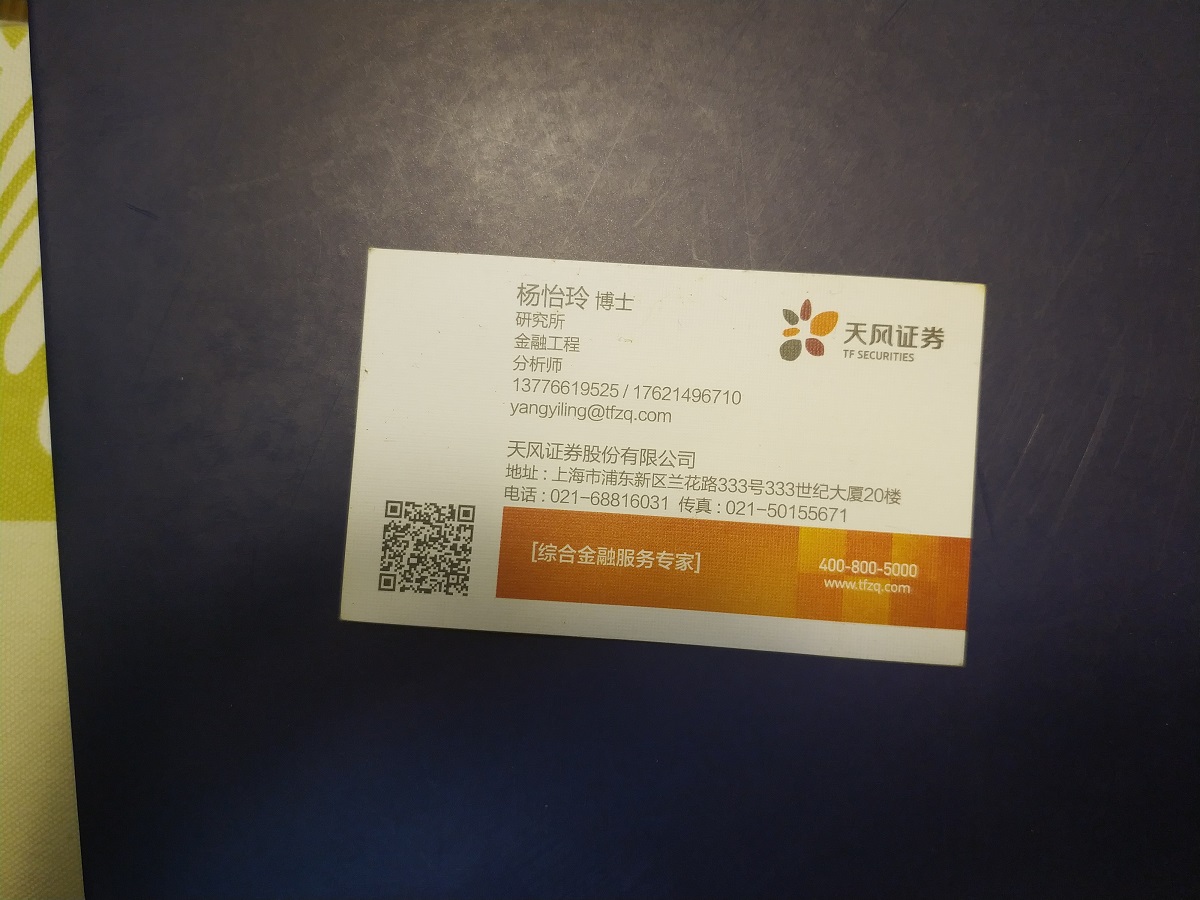 杨怡玲 博士
研究所
金融工程
分析师
13776619525 / 17621496710
yangyiling@tfzq.com
天风证券
TF SECURITIES
天风证券股份有限公司
地址：上海市浦东新区兰花路333号333世纪大厦20楼
电话：021-68816031 传真：021-50155671
[综合金融服务专家]
400-800-5000
www.tfzq.com